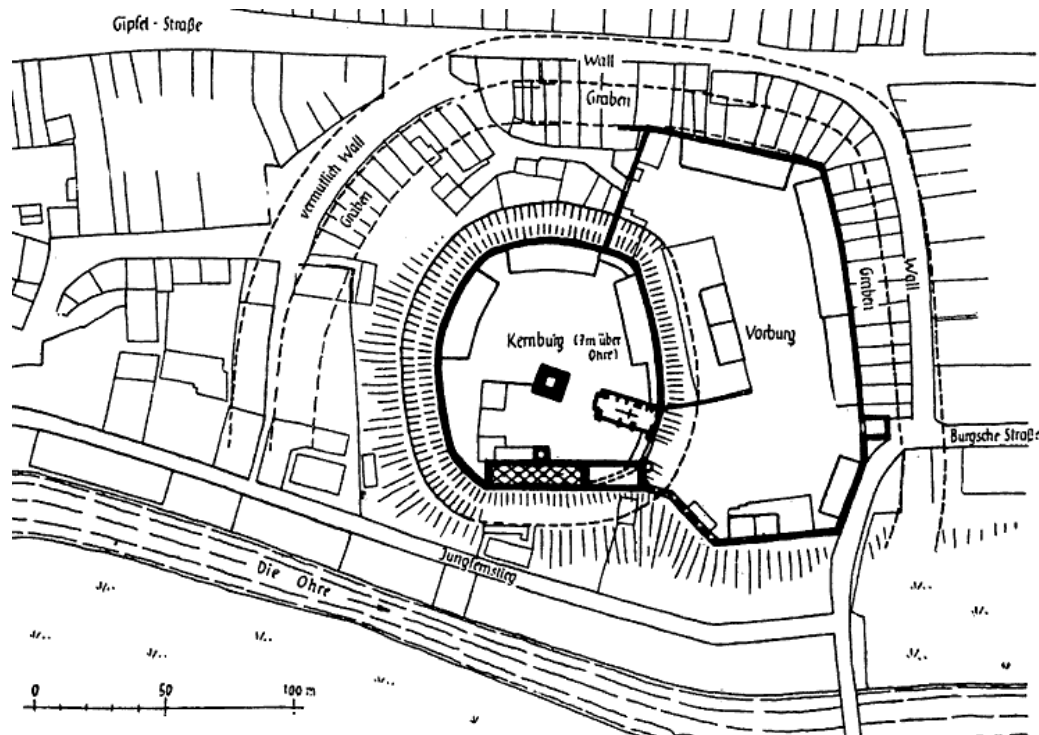 Gipfel - Straße
Wall
Graben
vermutlich Wall
Graben
Wall
Graben
Kernburg (7m über
Ohre)
Vorburg
Burgsche Straße
Jungfernstieg
Die Ohre
0 50 100 m